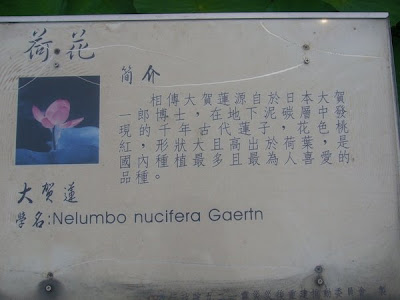 荷花
簡介
相傳大賀蓮源自於日本大賀
一郎博士，在地下泥碳層中發
現的千年古代蓮子，花色桃
紅，形狀大且高出於荷葉，是
國內種植最多且最為人喜愛的
品種。
大賀蓮
學名:Nelumbo nucifera Gaertn